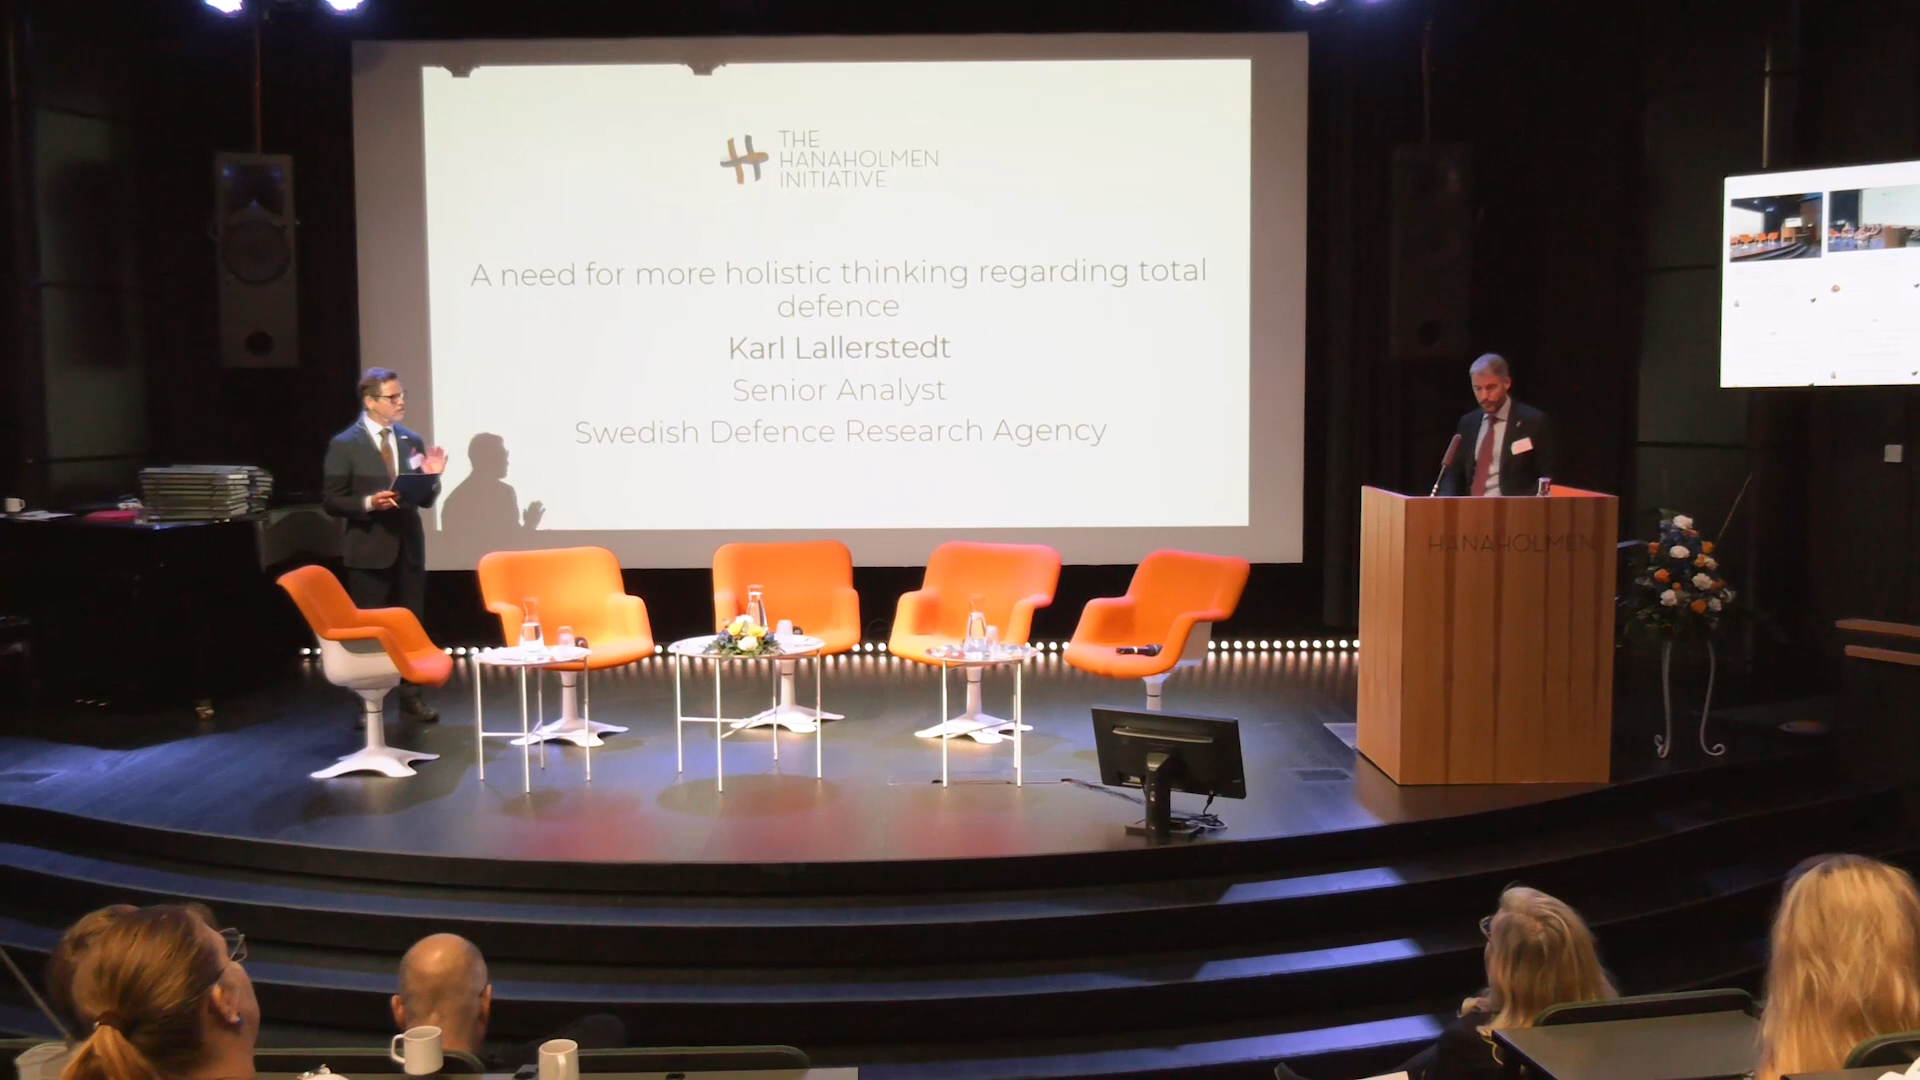 THE
HANAHOLMEN
INITIATIVE
A need for more holistic thinking regarding total
defence
Karl Lallerstedt
Senior Analyst
Swedish Defence Research Agency
HANAHOLMEN